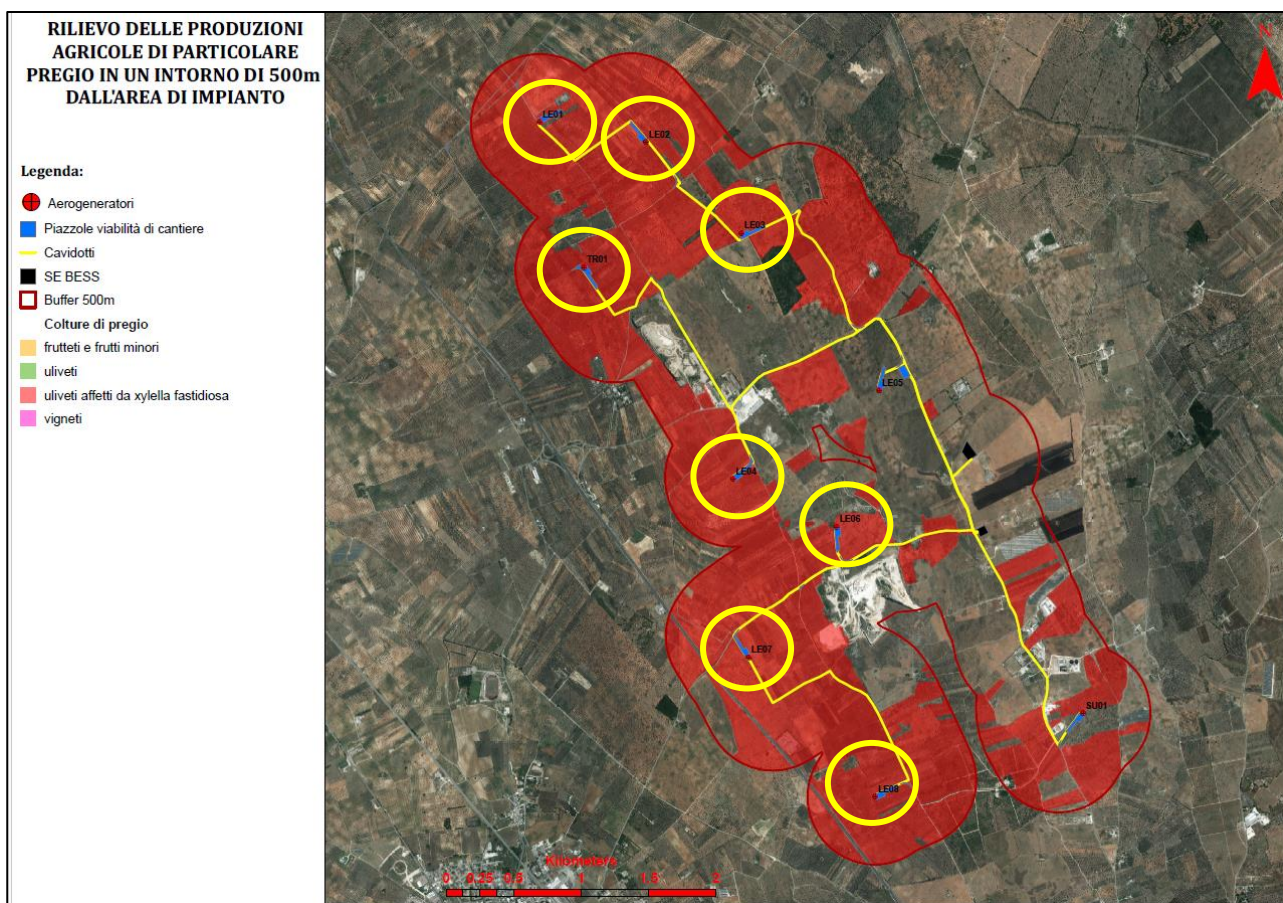 RILIEVO DELLE PRODUZIONI
AGRICOLE DI PARTICOLARE
PREGIO IN UN INTORNO DI 500m
DALL'AREA DI IMPIANTO
Legenda:
Aerogeneratori
Piazzole viabilità di cantiere
Cavidotti
SE BESS
Buffer 500m
Colture di pregio
frutteti e frutti minori
uliveti
uliveti affetti da xylella fastidiosa
vigneti
N
LE01
LE02
LE03
TR01
LE05
LE04
LE06
LE07
SU01
LE08
Kilometers
0 0,25 0,5 1 1,5 2